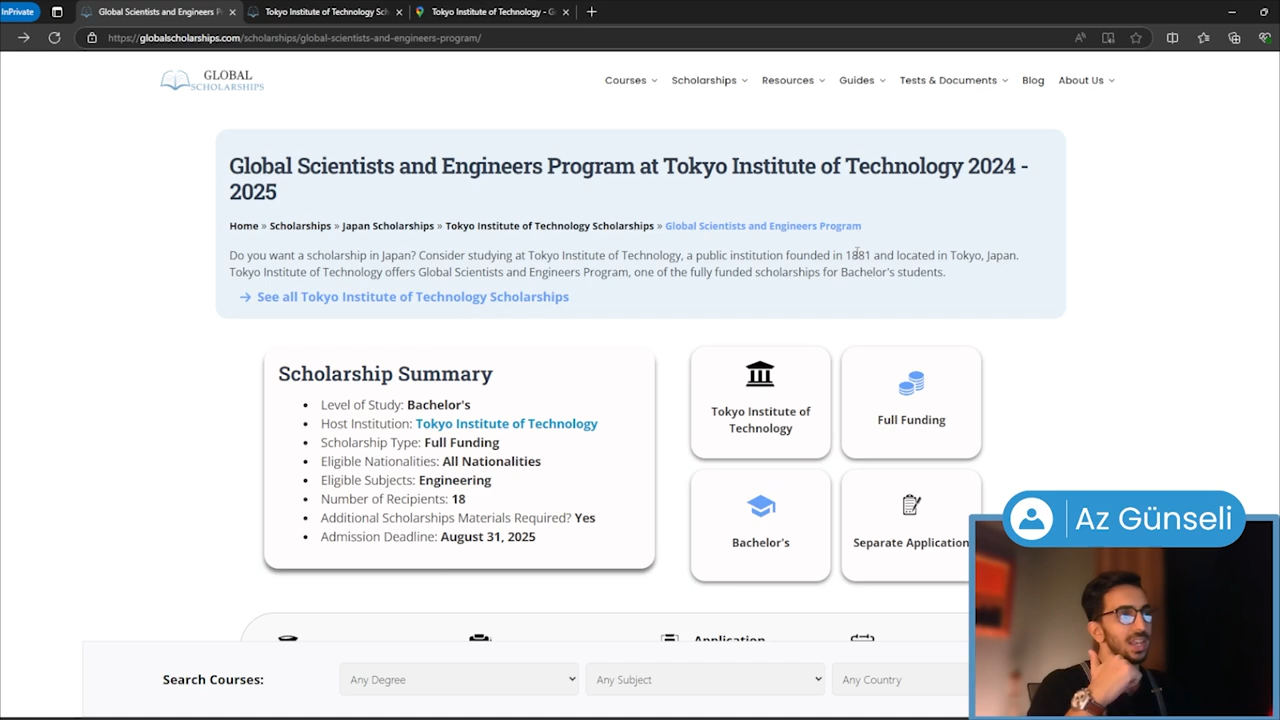 InPrivate
Global Scientists and Engineers P
Tokyo Institute of Technology Sch
Tokyo Institute of Technology - G
https://globalscholarships.com/scholarships/global-scientists-and-engineers-program/
GLOBAL
SCHOLARSHIPS
Courses
Scholarships
Resources
Guides
Tests & Documents
Blog
About Us
Global Scientists and Engineers Program at Tokyo Institute of Technology 2024 -
2025
Home » Scholarships » Japan Scholarships » Tokyo Institute of Technology Scholarships » Global Scientists and Engineers Program
Do you want a scholarship in Japan? Consider studying at Tokyo Institute of Technology, a public institution founded in 1881 and located in Tokyo, Japan.
Tokyo Institute of Technology offers Global Scientists and Engineers Program, one of the fully funded scholarships for Bachelor's students.
→ See all Tokyo Institute of Technology Scholarships
Scholarship Summary
• Level of Study: Bachelor's
• Host Institution: Tokyo Institute of Technology
• Scholarship Type: Full Funding
• Eligible Nationalities: All Nationalities
• Eligible Subjects: Engineering
• Number of Recipients: 18
• Additional Scholarships Materials Required? Yes
• Admission Deadline: August 31, 2025
Tokyo Institute of
Technology
Full Funding
Bachelor's
Separate Application
Az Günseli
Application
Search Courses:
Any Degree
Any Subject
Any Country